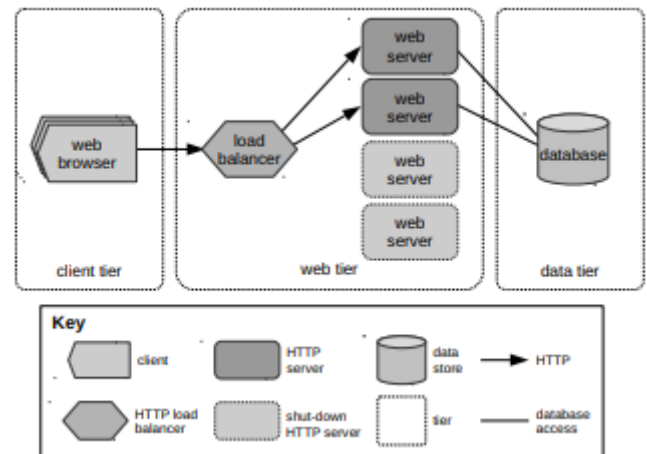 web
server
web
server
web
browser
load
balancer
database
web
server
web
server
client tier
web tier
data tier
Key
client
HTTP
server
data
store
HTTP
HTTP load
balancer
shut-down
HTTP server
tier
database
access